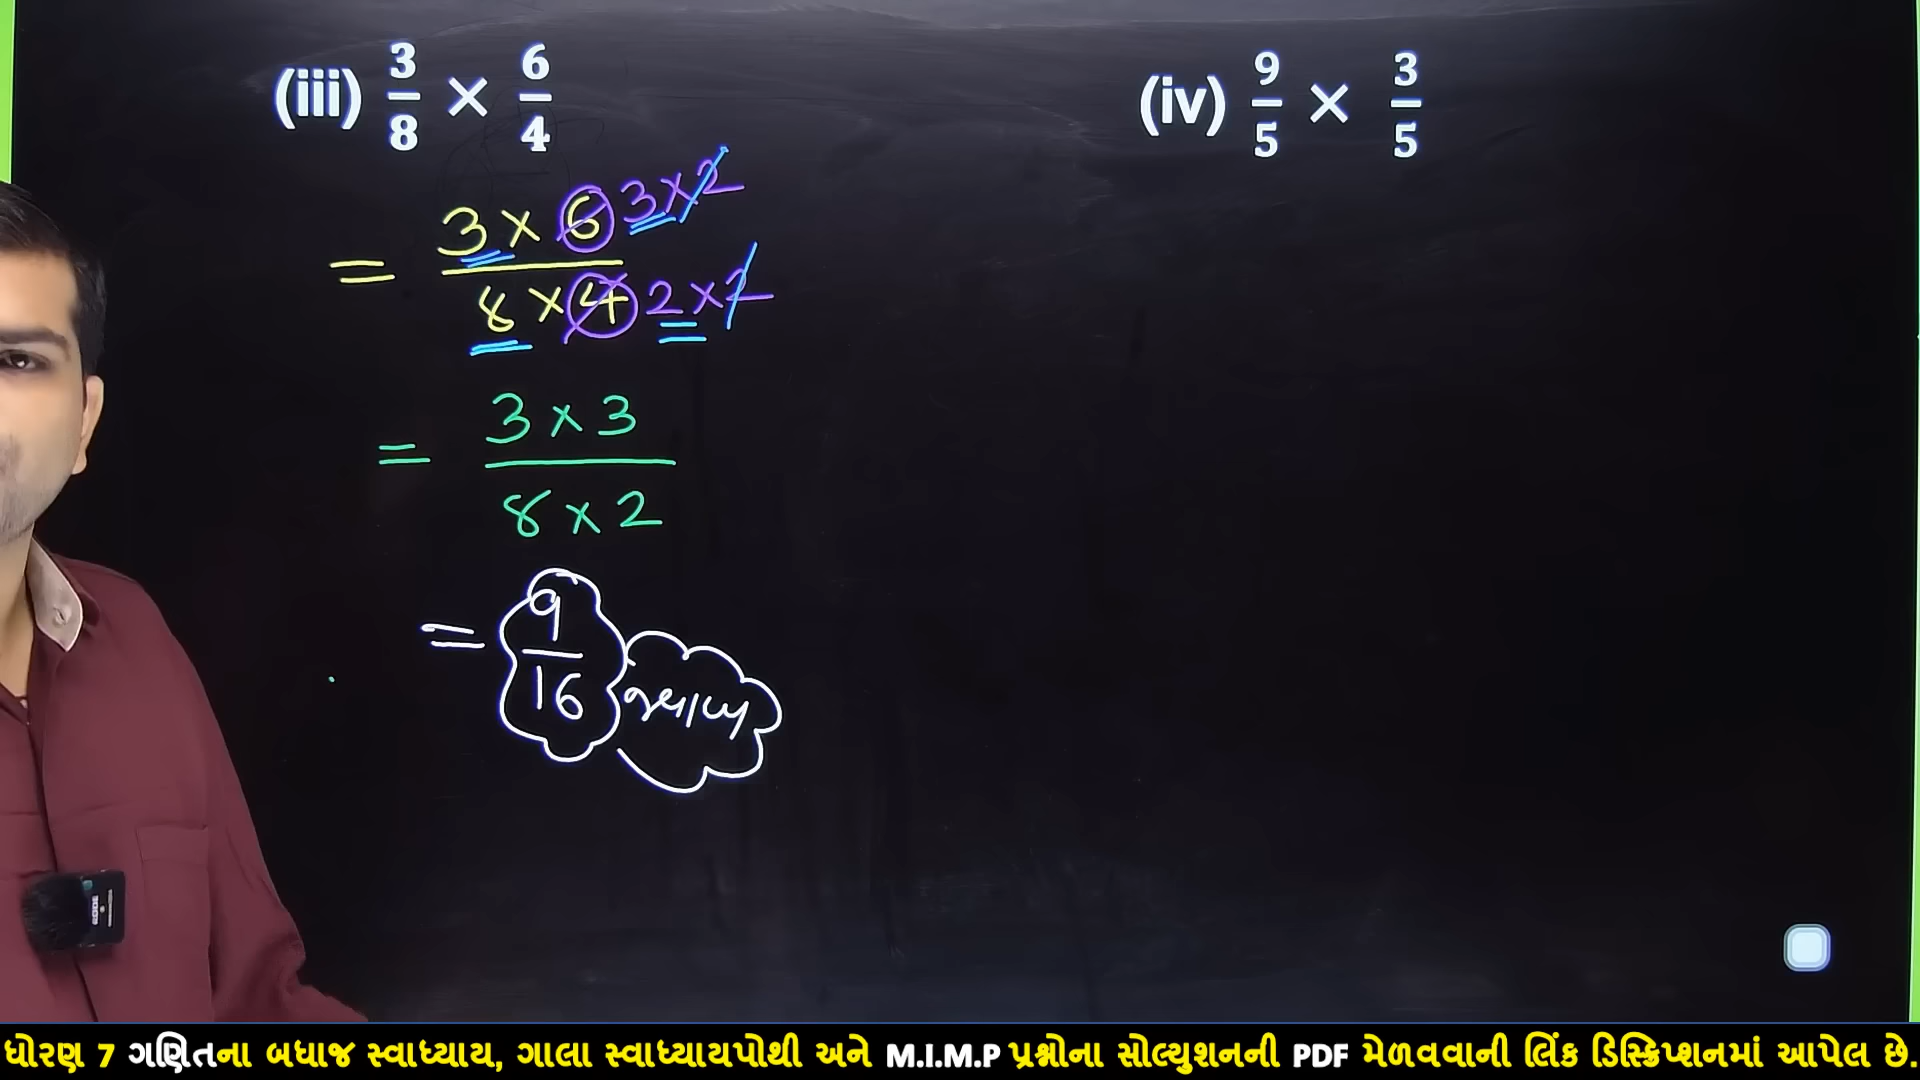 (iii) 3/8 × 6/4
= 3 × 6 3×2 / 8 × 4 2×2
= 3 × 3 / 8 × 2
= 9/16
(iv) 9/5 × 3/5
RODE
ધોરણ 7 ગણિતના બધાજ સ્વાધ્યાય, ગાલા સ્વાધ્યાયપોથી અને M.I.M.P પ્રશ્નોના સોલ્યુશનની PDF મેળવવાની લિંક ડિસ્ક્રિપ્શનમાં આપેલ છે.